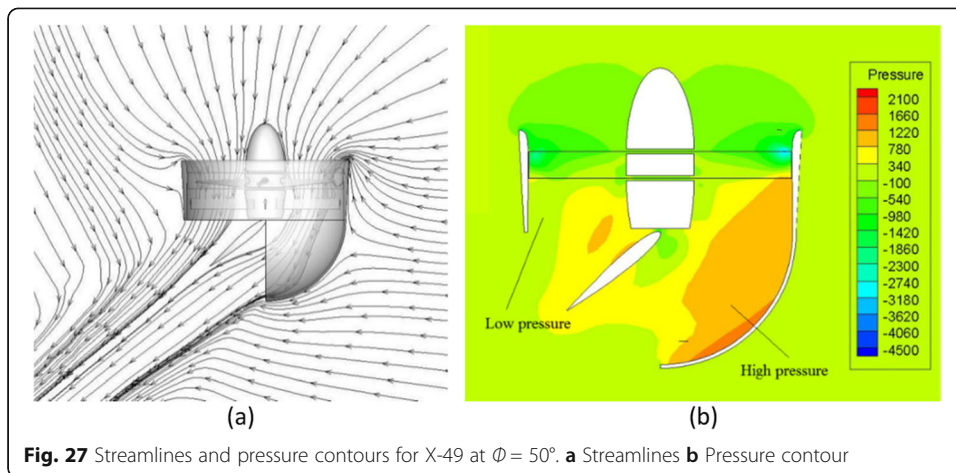 Pressure
2100
1660
1220
780
340
-100
-540
-980
-1420
-1860
-2300
-2740
-3180
-3620
-4060
-4500
Low pressure
High pressure
(a)
(b)
Fig. 27 Streamlines and pressure contours for X-49 at Φ = 50°. a Streamlines b Pressure contour